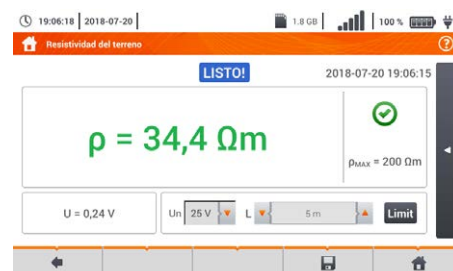 19:06:18 2018-07-20 1.8 GB 100 %
Resistividad del terreno
LISTO! 2018-07-20 19:06:15
ρ = 34,4 Ωm
ρMAX = 200 Ωm
U = 0,24 V Un 25 V L 5 m Limit